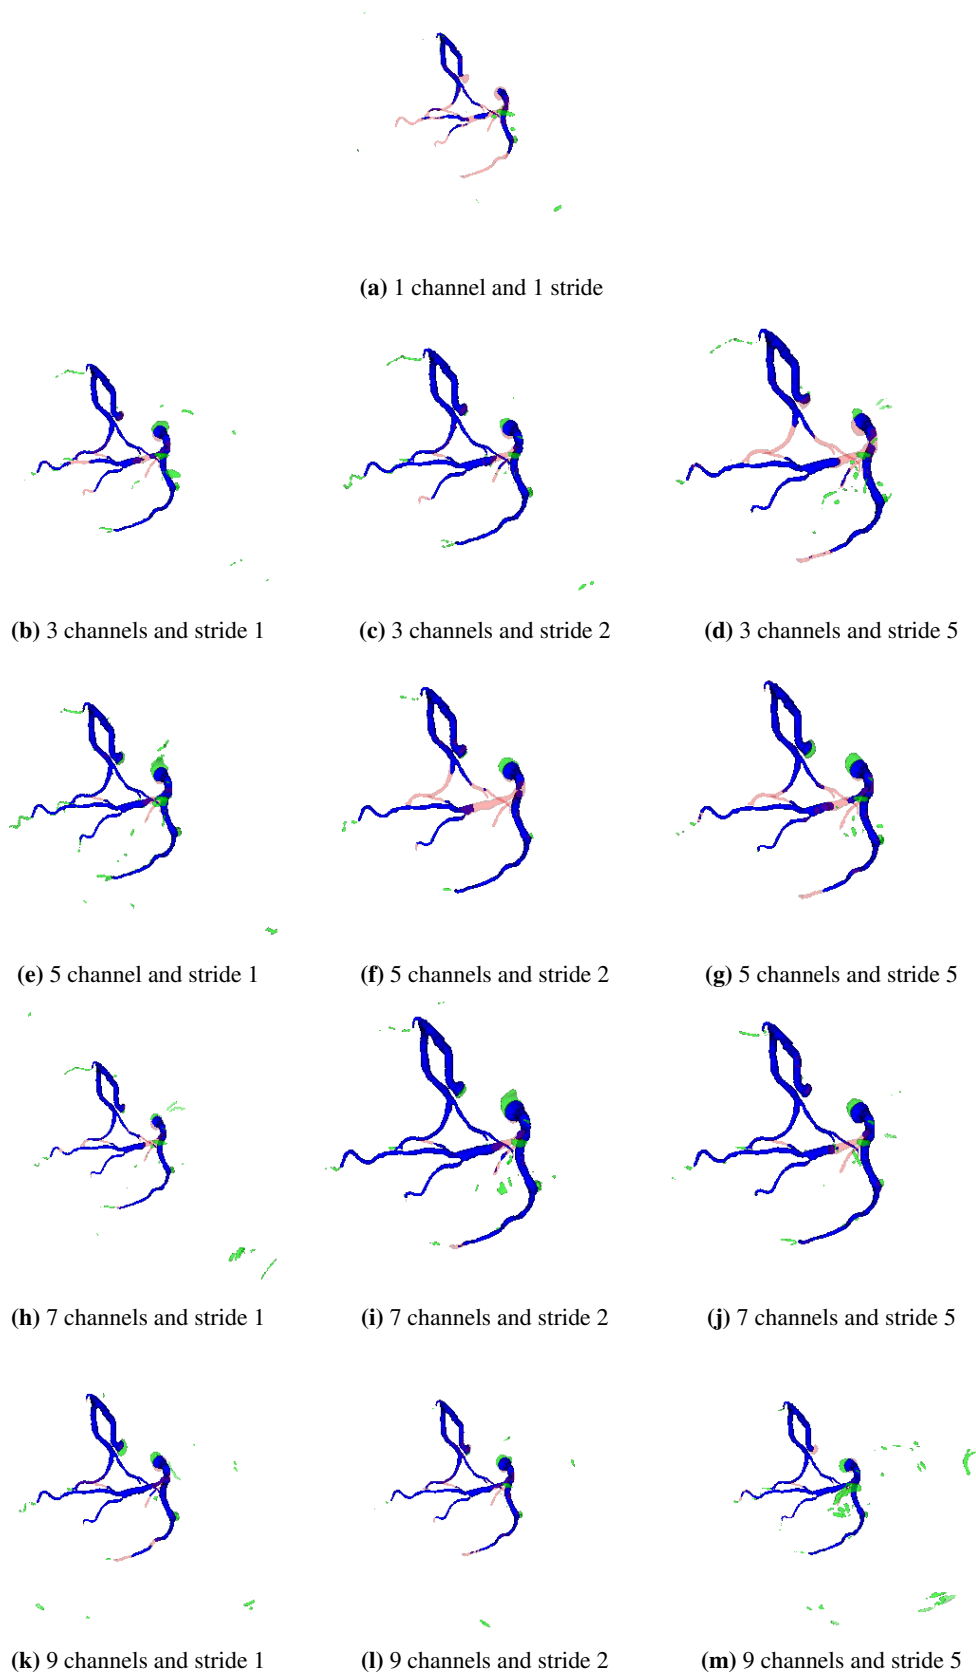 (a) 1 channel and 1 stride
(b) 3 channels and stride 1
(c) 3 channels and stride 2
(d) 3 channels and stride 5
(e) 5 channel and stride 1
(f) 5 channels and stride 2
(g) 5 channels and stride 5
(h) 7 channels and stride 1
(i) 7 channels and stride 2
(j) 7 channels and stride 5
(k) 9 channels and stride 1
(l) 9 channels and stride 2
(m) 9 channels and stride 5